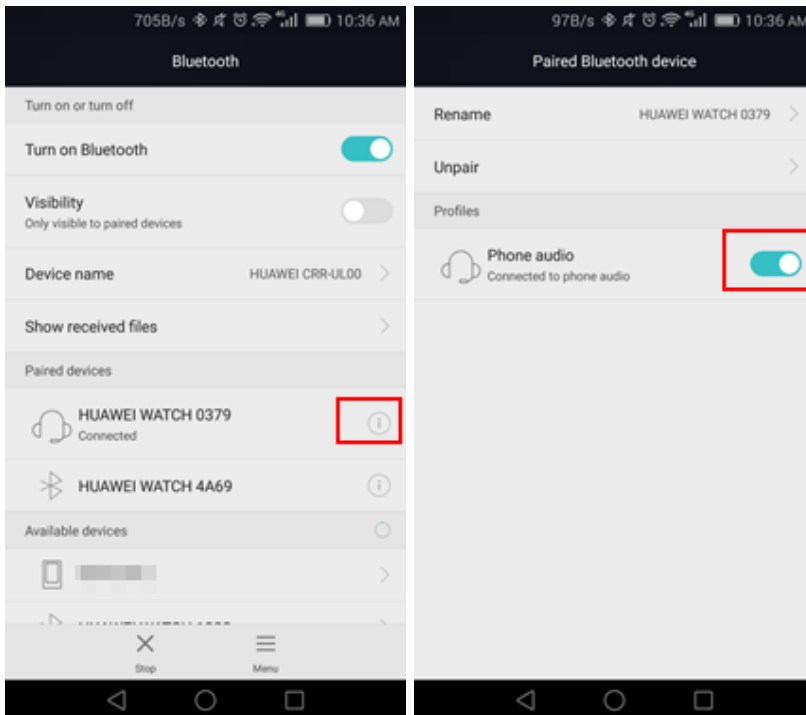 705B/s 4G 10:36 AM
Bluetooth
Turn on or turn off
Turn on Bluetooth
Visibility
Only visible to paired devices
Device name HUAWEI CRR-UL00
Show received files
Paired devices
HUAWEI WATCH 0379
Connected
HUAWEI WATCH 4A69
Available devices
Stop Menu
97B/s 4G 10:36 AM
Paired Bluetooth device
Rename HUAWEI WATCH 0379
Unpair
Profiles
Phone audio
Connected to phone audio